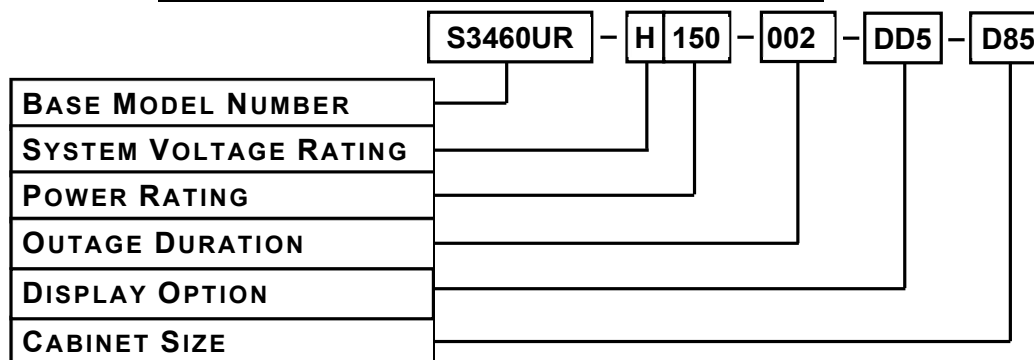 S3460UR – H 150 – 002 – DD5 – D85
BASE MODEL NUMBER
SYSTEM VOLTAGE RATING
POWER RATING
OUTAGE DURATION
DISPLAY OPTION
CABINET SIZE